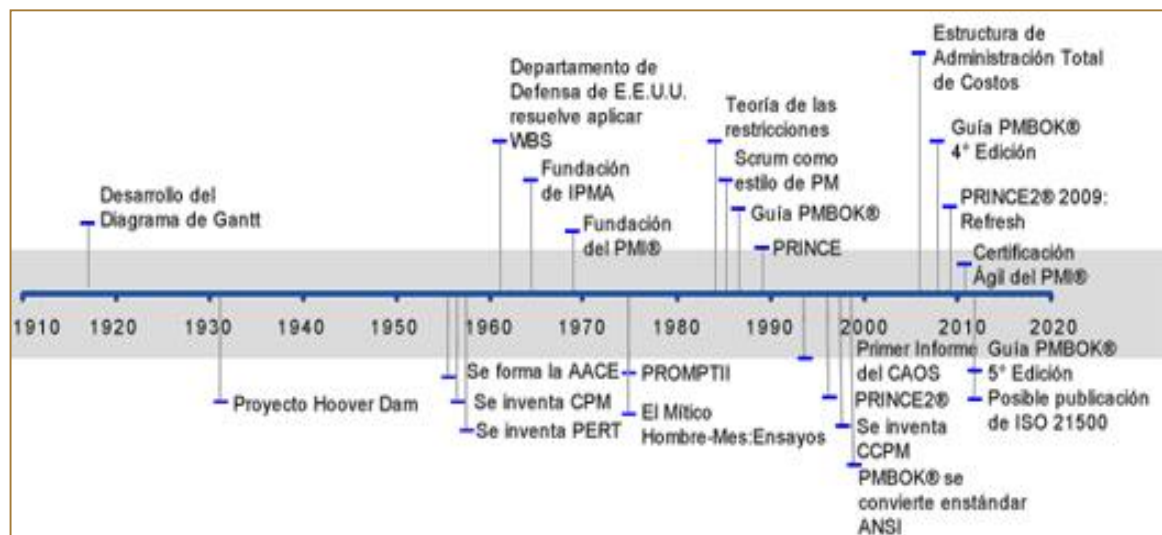 Desarrollo del
Diagrama de Gantt
Departamento de
Defensa de E.E.U.U.
resuelve aplicar
WBS
Fundación
de IPMA
Fundación
del PMI®
Teoría de las
restricciones
Scrum como
estilo de PM
Guía PMBOK®
PRINCE
Estructura de
Administración Total
de Costos
Guía PMBOK®
4° Edición
PRINCE2® 2009:
Refresh
Certificación
Ágil del PMI®
1910 1920 1930 1940 1950 1960 1970 1980 1990 2000 2010 2020
Proyecto Hoover Dam
Se forma la AACE
Se inventa CPM
Se inventa PERT
PROMPTII
El Mítico
Hombre-Mes:Ensayos
Primer Informe
del CAOS
PRINCE2®
Se inventa
CCPM
PMBOK® se
convierte enstándar
ANSI
Guía PMBOK®
5° Edición
Posible publicación
de ISO 21500